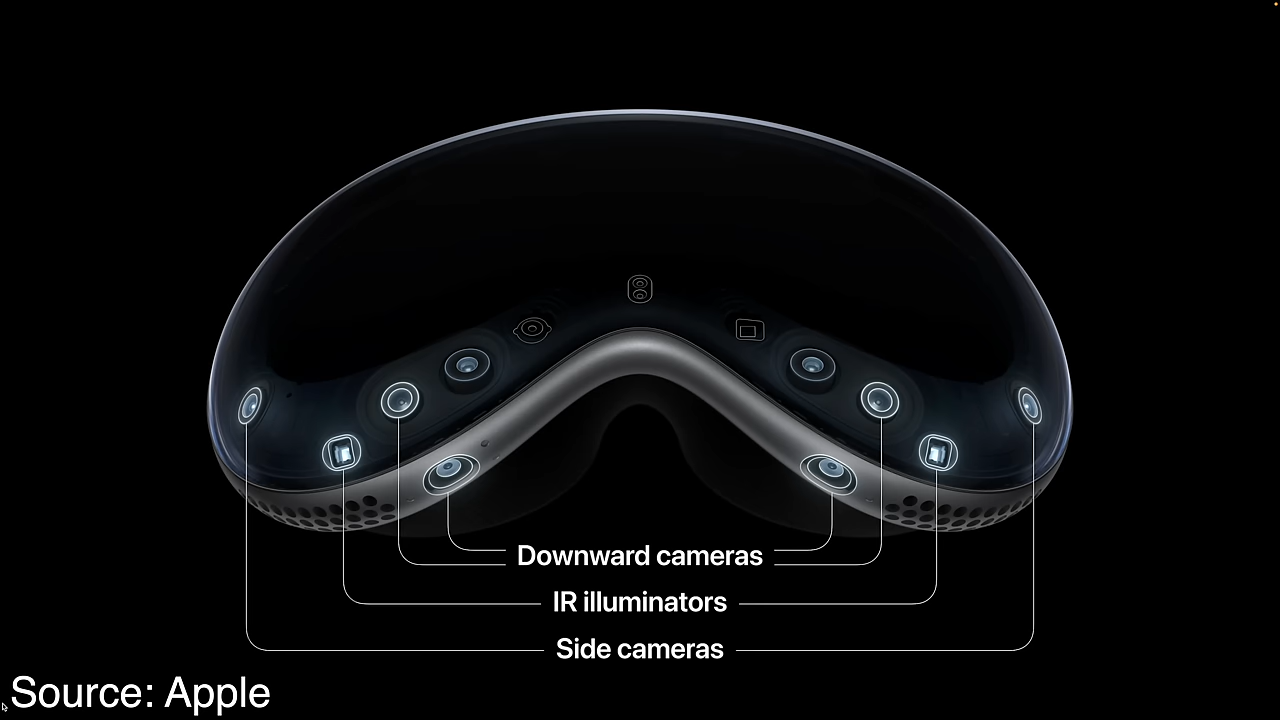 Downward cameras
IR illuminators
Side cameras
Source: Apple